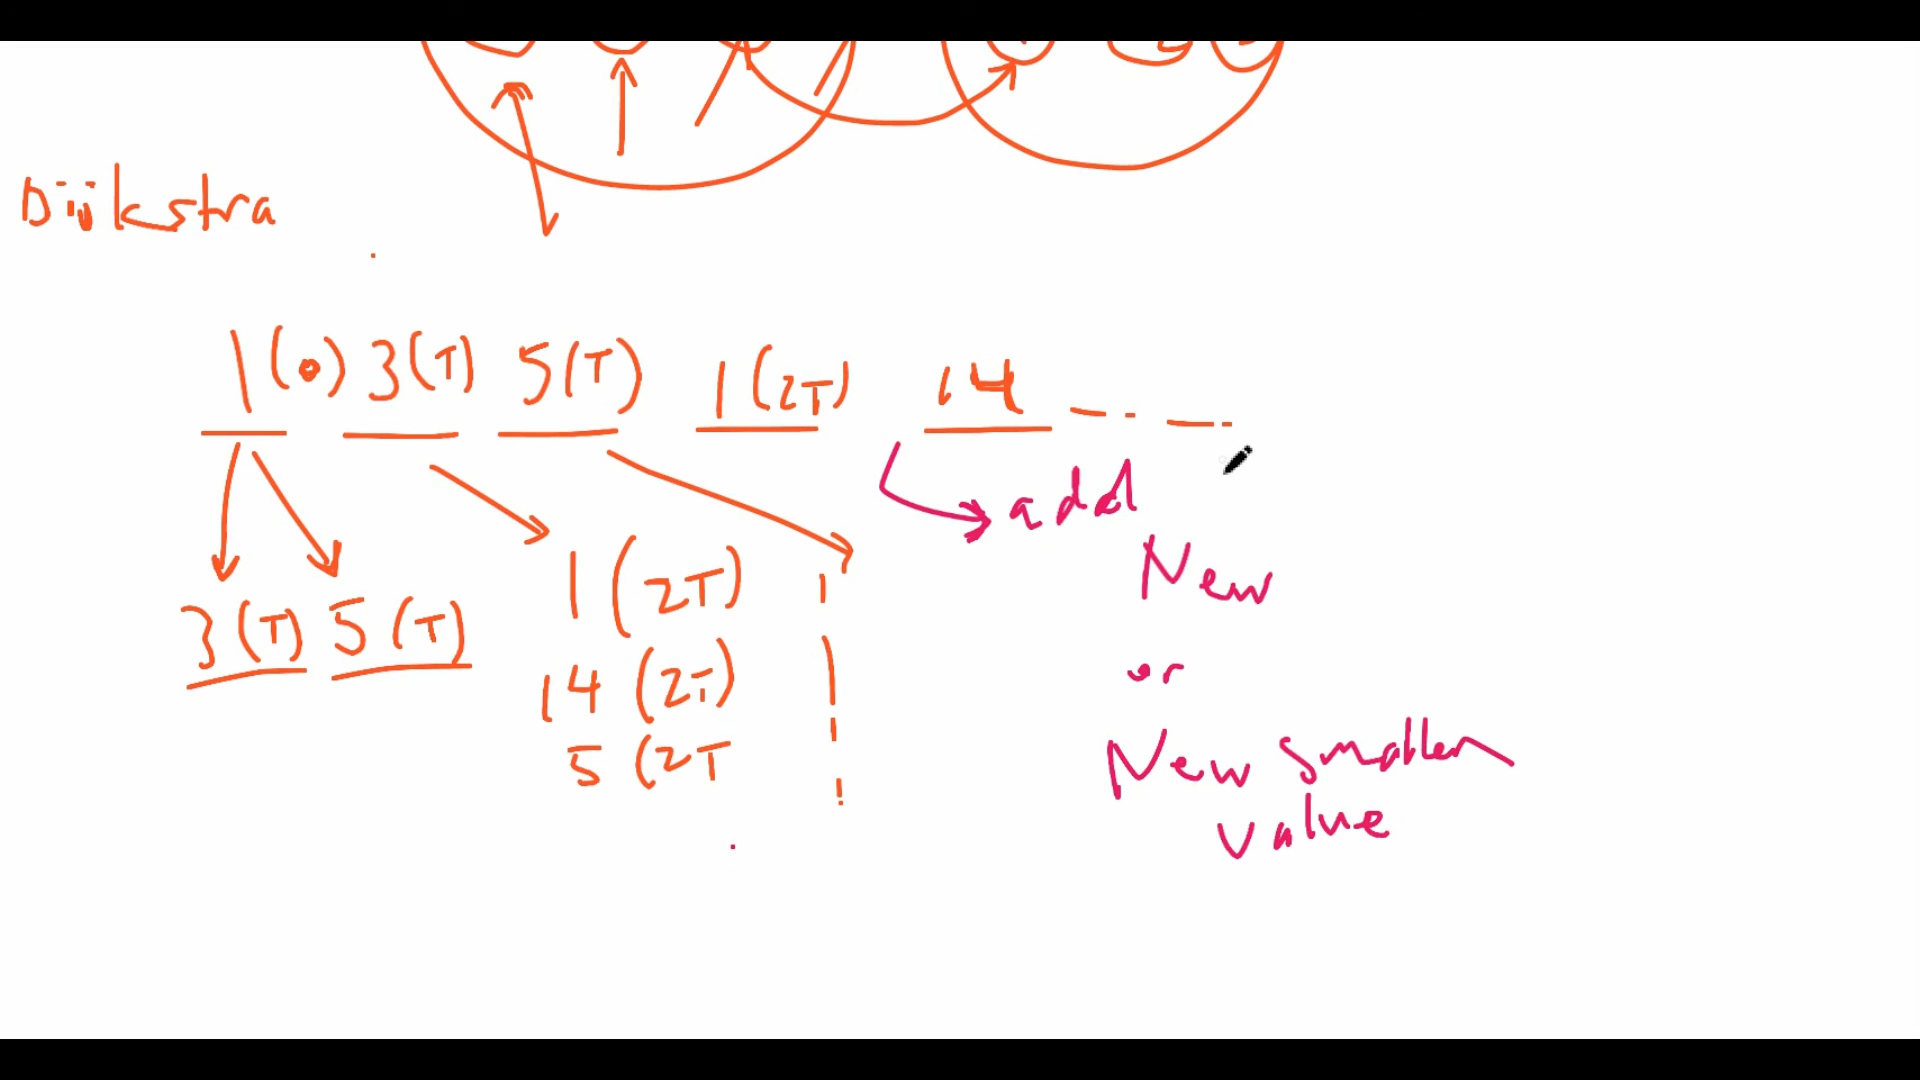 Dijkstra
1(0) 3(T) 5(T) 1(2T) 14
add
New
1(2T)
3(T) 5(T)
14(2T)
or
5(2T
New smaller
value